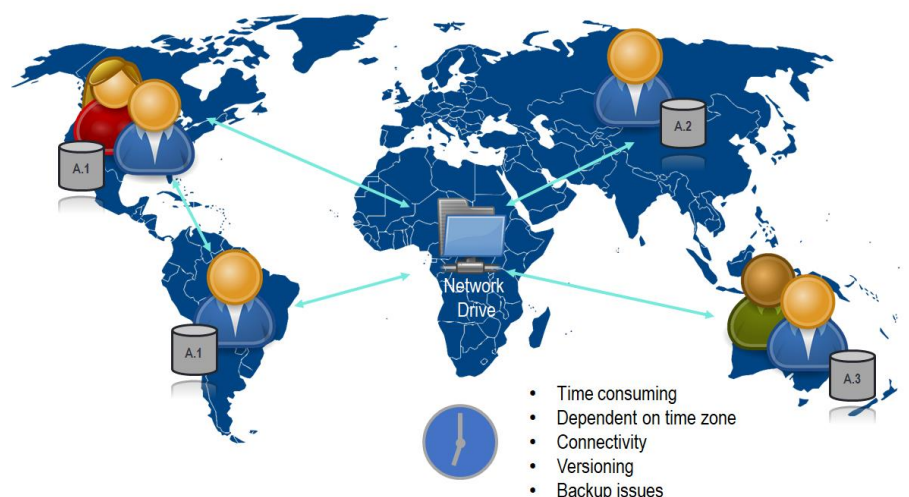 A.2
A.1
Network
Drive
A.1
A.3
• Time consuming
• Dependent on time zone
• Connectivity
• Versioning
• Backup issues